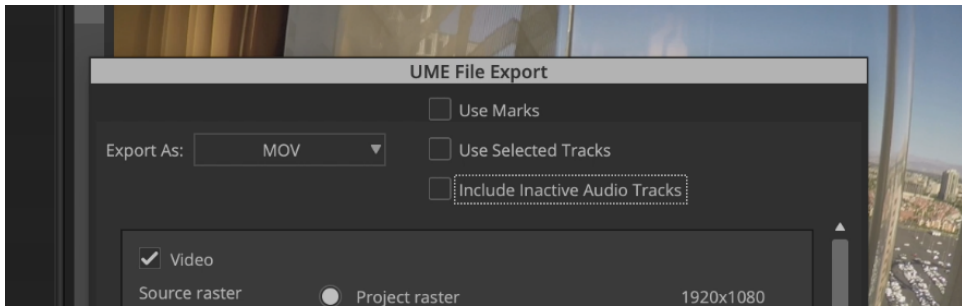 UME File Export
Use Marks
Export As: MOV
Use Selected Tracks
Include Inactive Audio Tracks
Video
Source raster Project raster 1920x1080